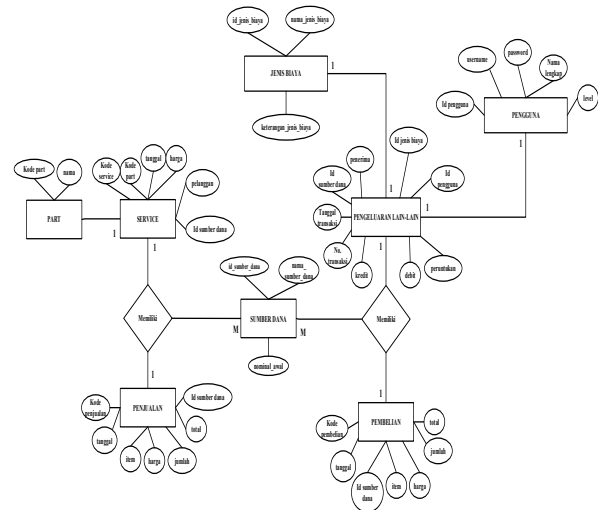 id_jenis_biaya
nama_jenis_biaya
JENIS BIAYA
1
keterangan_jenis_biaya
username
password
Nama
lengkap
Id pengguna
level
PENGGUNA
1
Kode part
nama
PART
1
Kode
service
Kode
part
tanggal
harga
pelanggan
SERVICE
Id sumber dana
1
1
Id
sumber dana
penerima
Id jenis biaya
Id
pengguna
1
Tanggal
transaksi
PENGELUARAN LAIN-LAIN
1
No.
transaksi
kredit
debit
peruntukan
1
id_sumber_dana
nama_
sumber_dana
Memiliki
SUMBER DANA
Memiliki
M
M
nominal_awal
1
1
Kode
penjualan
PENJUALAN
Id sumber dana
total
tanggal
item
harga
jumlah
Kode
pembelian
PEMBELIAN
total
jumlah
tanggal
Id sumber
dana
item
harga